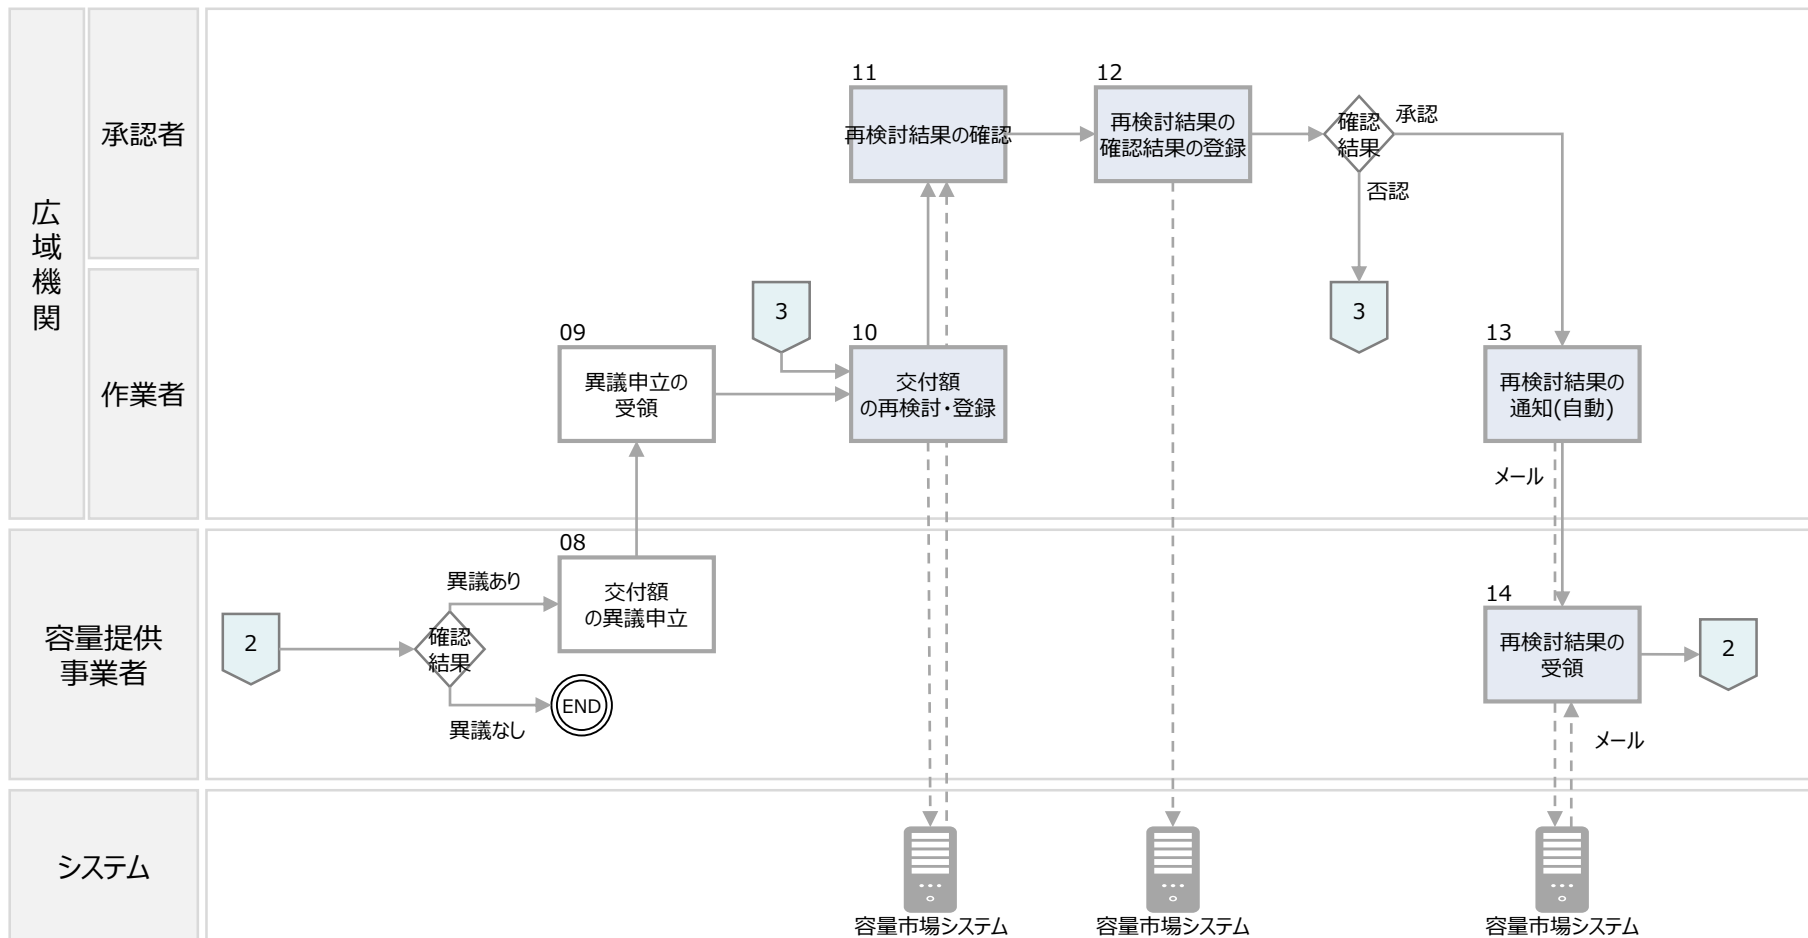 広域機関
承認者
11
再検討結果の確認
12
再検討結果の
確認結果の登録
確認
結果
承認
否認
作業者
09
異議申立の
受領
3
10
交付額
の再検討・登録
3
13
再検討結果の
通知(自動)
メール
容量提供
事業者
2
確認
結果
異議あり
異議なし
END
08
交付額
の異議申立
14
再検討結果の
受領
2
メール
システム
容量市場システム
容量市場システム
容量市場システム